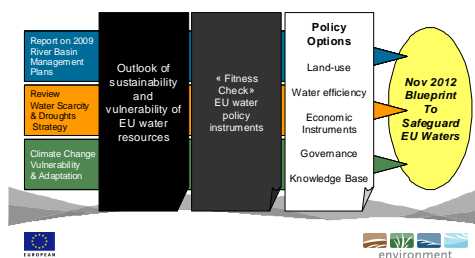 Report on 2009
River Basin
Management
Plans
Review
Water Scarcity
& Droughts
Strategy
Climate Change
Vulnerability
& Adaptation
Outlook of
sustainability
and
vulnerability of
EU water
resources
« Fitness
Check»
EU water
policy
instruments
Policy
Options
Land-use
Water efficiency
Economic
Instruments
Governance
Knowledge Base
Nov 2012
Blueprint
To
Safeguard
EU Waters
EUROPEAN
environment